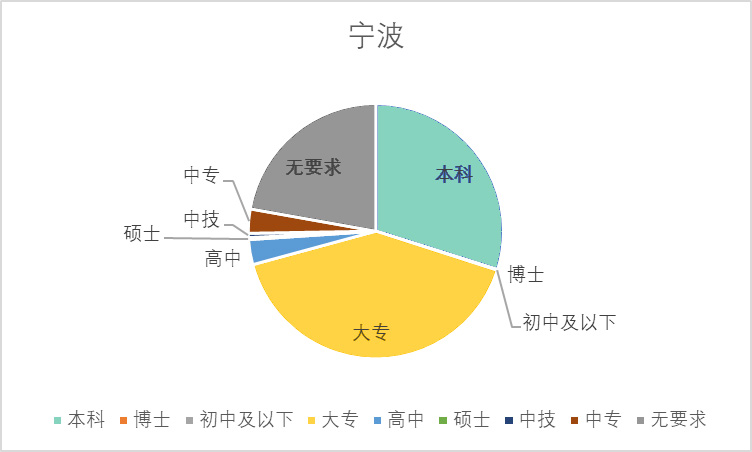 宁波
中专
无要求
本科
中技
硕士
高中
博士
初中及以下
大专
本科 博士 初中及以下 大专 高中 硕士 中技 中专 无要求